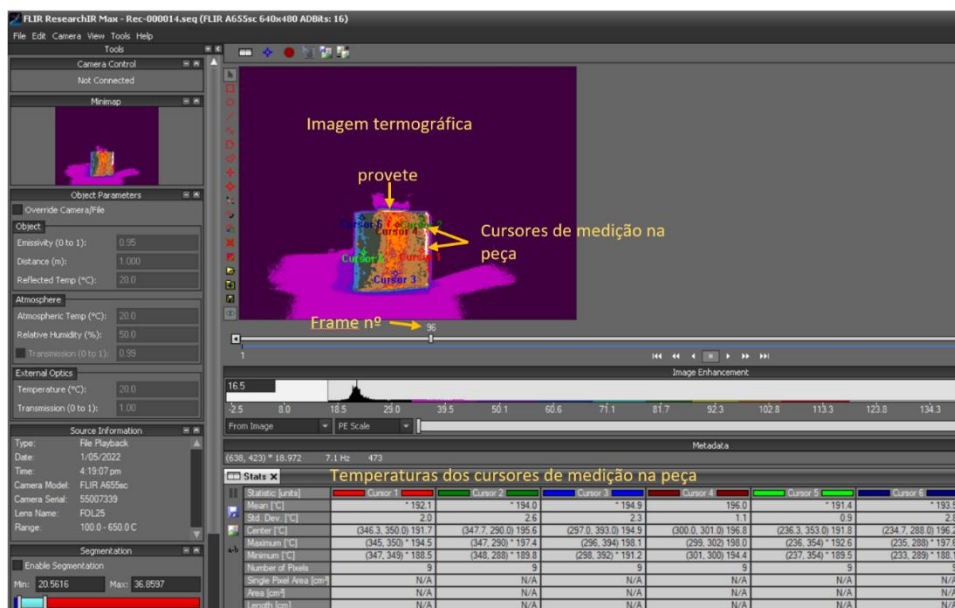 FLIR ResearchIR Max - Rec-000014.seq (FLIR A655sc 640x480 ADBits: 16)
File Edit Camera View Tools Help
Tools
Camera Control
Not Connected
Minimap
Object Parameters
Override Camera/File
Object
Emissivity (0 to 1): 0.95
Distance (m): 1.000
Reflected Temp (°C): 20.0
Atmosphere
Atmospheric Temp (°C): 20.0
Relative Humidity (%): 50.0
Transmission (0 to 1): 0.99
External Optics
Temperature (°C): 20.0
Transmission (0 to 1): 1.00
Source Information
Type: File Playback
Date: 1/05/2022
Time: 4:19:07 pm
Camera Model: FLIR A655sc
Camera Serial: 55007339
Lens Name: FOL25
Range: 100.0 - 650.0 C
Segmentation
Enable Segmentation
Min: 20.5616 Max: 36.8597
Imagem termográfica
provete
Cursor 4
Cursor 3
Cursores de medição na
peça
Frame nº
96
1
Image Enhancement
16.5
-2.5 8.0 18.5 29.0 39.5 50.1 60.6 71.1 81.7 92.3 102.8 113.3 123.8 134.3
From Image PE Scale
Metadata
(638, 423) * 18.972 7.1 Hz 473
Stats X
Temperaturas dos cursores de medição na peça
Statistic [units] Cursor 1 Cursor 2 Cursor 3 Cursor 4 Cursor 5 Cursor 6
Mean [°C] * 192.1 * 194.0 * 194.9 196.0 * 191.4 * 193.5
Std. Dev. [°C] 2.0 2.6 2.3 1.1 0.9
Center [°C] (346.3, 350.0) 191.7 (347.7, 290.0) 195.6 (297.0, 393.0) 194.9 (300.0, 301.0) 196.8 (236.3, 353.0) 191.8 (234.7, 288.0) 196.2
Maximum [°C] (345, 350) * 194.5 (347, 290) * 197.4 (296, 394) 198.1 (299, 302) 198.0 (236, 354) * 192.6 (235, 288) * 197.6
Minimum [°C] (347, 349) * 188.5 (348, 288) * 189.8 (298, 392) * 191.2 (301, 300) 194.4 (237, 354) * 189.5 (233, 289) * 188.1
Number of Pixels 9 9 9 9 9 9
Single Pixel Area [cm²] N/A N/A N/A N/A N/A N/A
Area [cm²] N/A N/A N/A N/A N/A N/A
Length [cm] N/A N/A N/A N/A N/A N/A